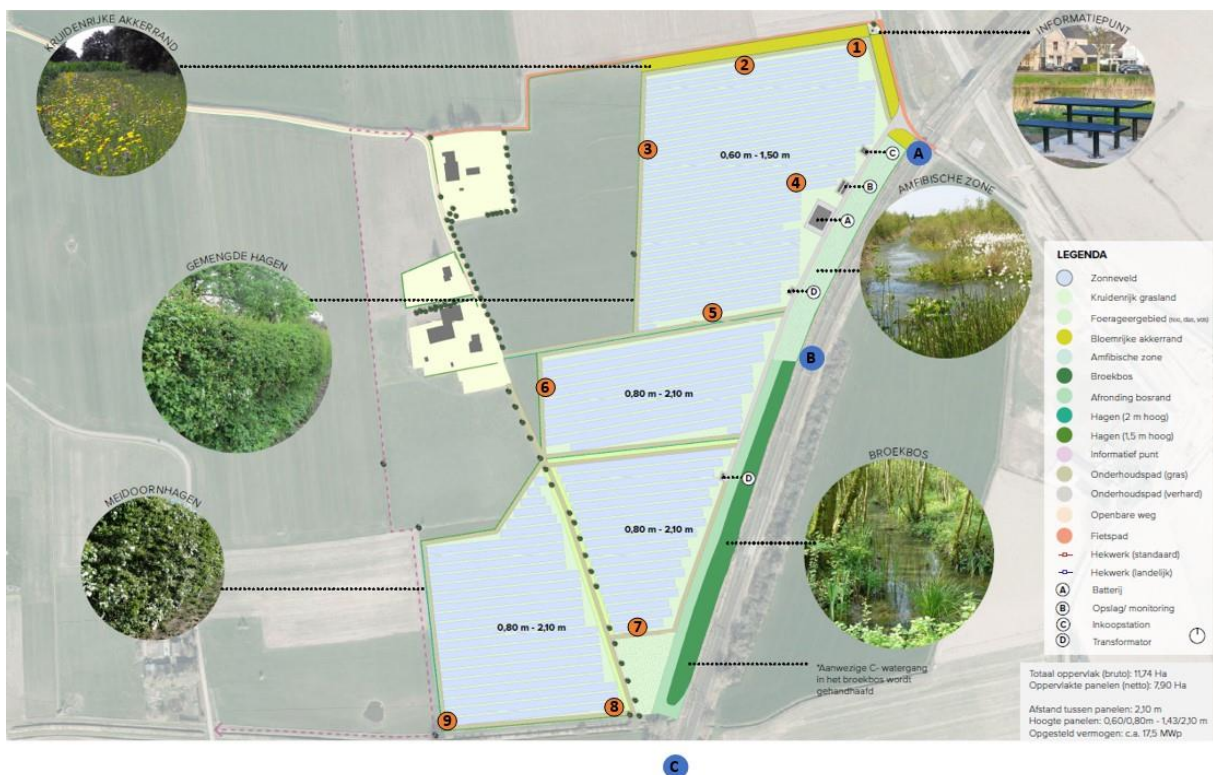 KRUIDENRIJKE AKKERRAND
INFORMATIEPUNT
1
2
3
0,60 m - 1,50 m
4
C
B
A
D
A
AMFIBISCHE ZONE
GEMENGDE HAGEN
5
B
6
0,80 m - 2,10 m
D
BROEKBOS
MEIDOORNHAGEN
0,80 m - 2,10 m
0,80 m - 2,10 m
7
8
9
*Aanwezige C- watergang
in het broekbos wordt
gehandhaafd
C
LEGENDA
Zonneveld
Kruidenrijk grasland
Foerageergebied
Bloemrijke akkerrand
Amfibische zone
Broekbos
Afronding bosrand
Hagen (2 m hoog)
Hagen (1,5 m hoog)
Informatief punt
Onderhoudspad (gras)
Onderhoudspad (verhard)
Openbare weg
Fietspad
Hekwerk (standaard)
Hekwerk (landelijk)
A Batterij
B Opslag/ monitoring
C Inkoopstation
D Transformator
Totaal oppervlak (bruto): 11,74 Ha
Oppervlakte panelen (netto): 7,90 Ha
Afstand tussen panelen: 2,10 m
Hoogte panelen: 0,60/0,80m - 1,43/2,10 m
Opgesteld vermogen: c.a. 17,5 MWp